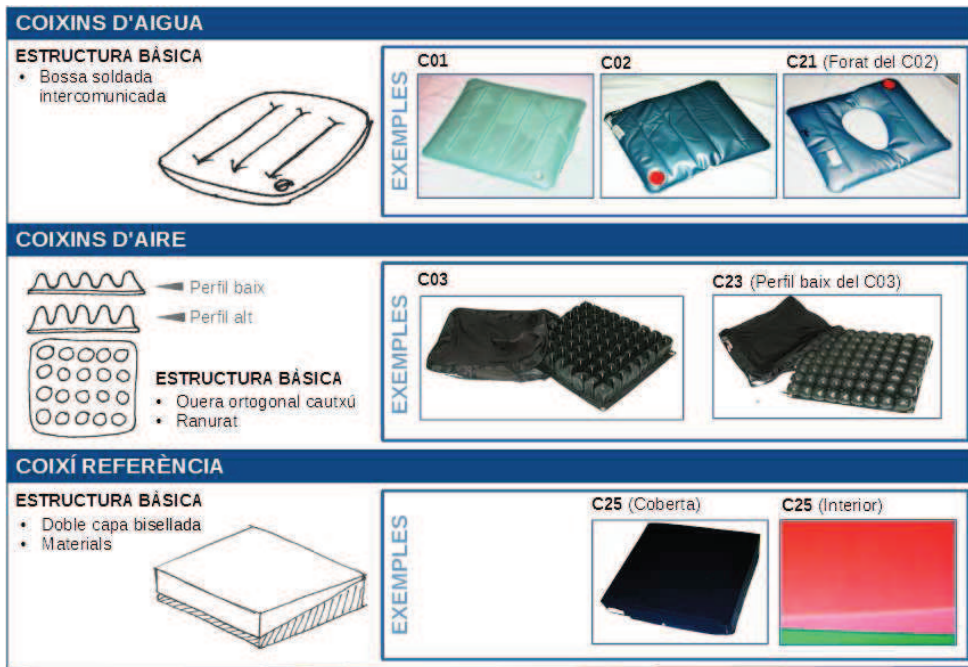 COIXINS D'AIGUA
ESTRUCTURA BÀSICA
• Bossa soldada
intercomunicada
EXEMPLES
C01
C02
C21 (Forat del C02)
COIXINS D'AIRE
Perfil baix
Perfil alt
ESTRUCTURA BÀSICA
• Ouera ortogonal cautxú
• Ranurat
EXEMPLES
C03
C23 (Perfil baix del C03)
COIXÍ REFERÈNCIA
ESTRUCTURA BÀSICA
• Doble capa bisellada
• Materials
EXEMPLES
C25 (Coberta)
C25 (Interior)